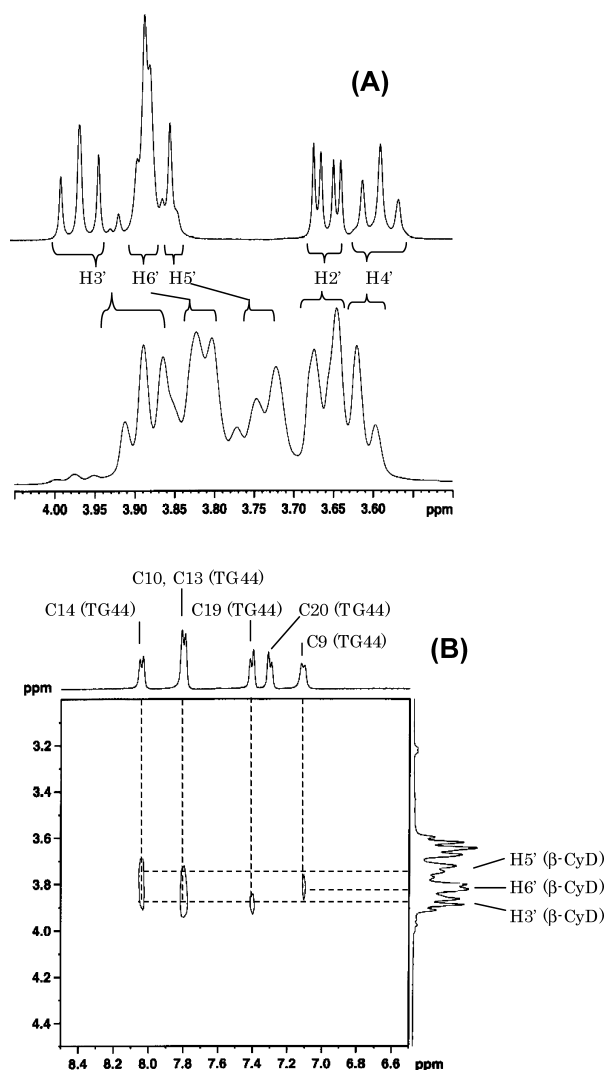 (A)
H3' H6' H5' H2' H4'
4.00 3.95 3.90 3.85 3.80 3.75 3.70 3.65 3.60 ppm
C10, C13 (TG44)
C14 (TG44) C19 (TG44) C20 (TG44)
C9 (TG44)
(B)
ppm
3.2
3.4
3.6
3.8
4.0
4.2
4.4
H5' (β-CyD)
H6' (β-CyD)
H3' (β-CyD)
8.4 8.2 8.0 7.8 7.6 7.4 7.2 7.0 6.8 6.6 ppm